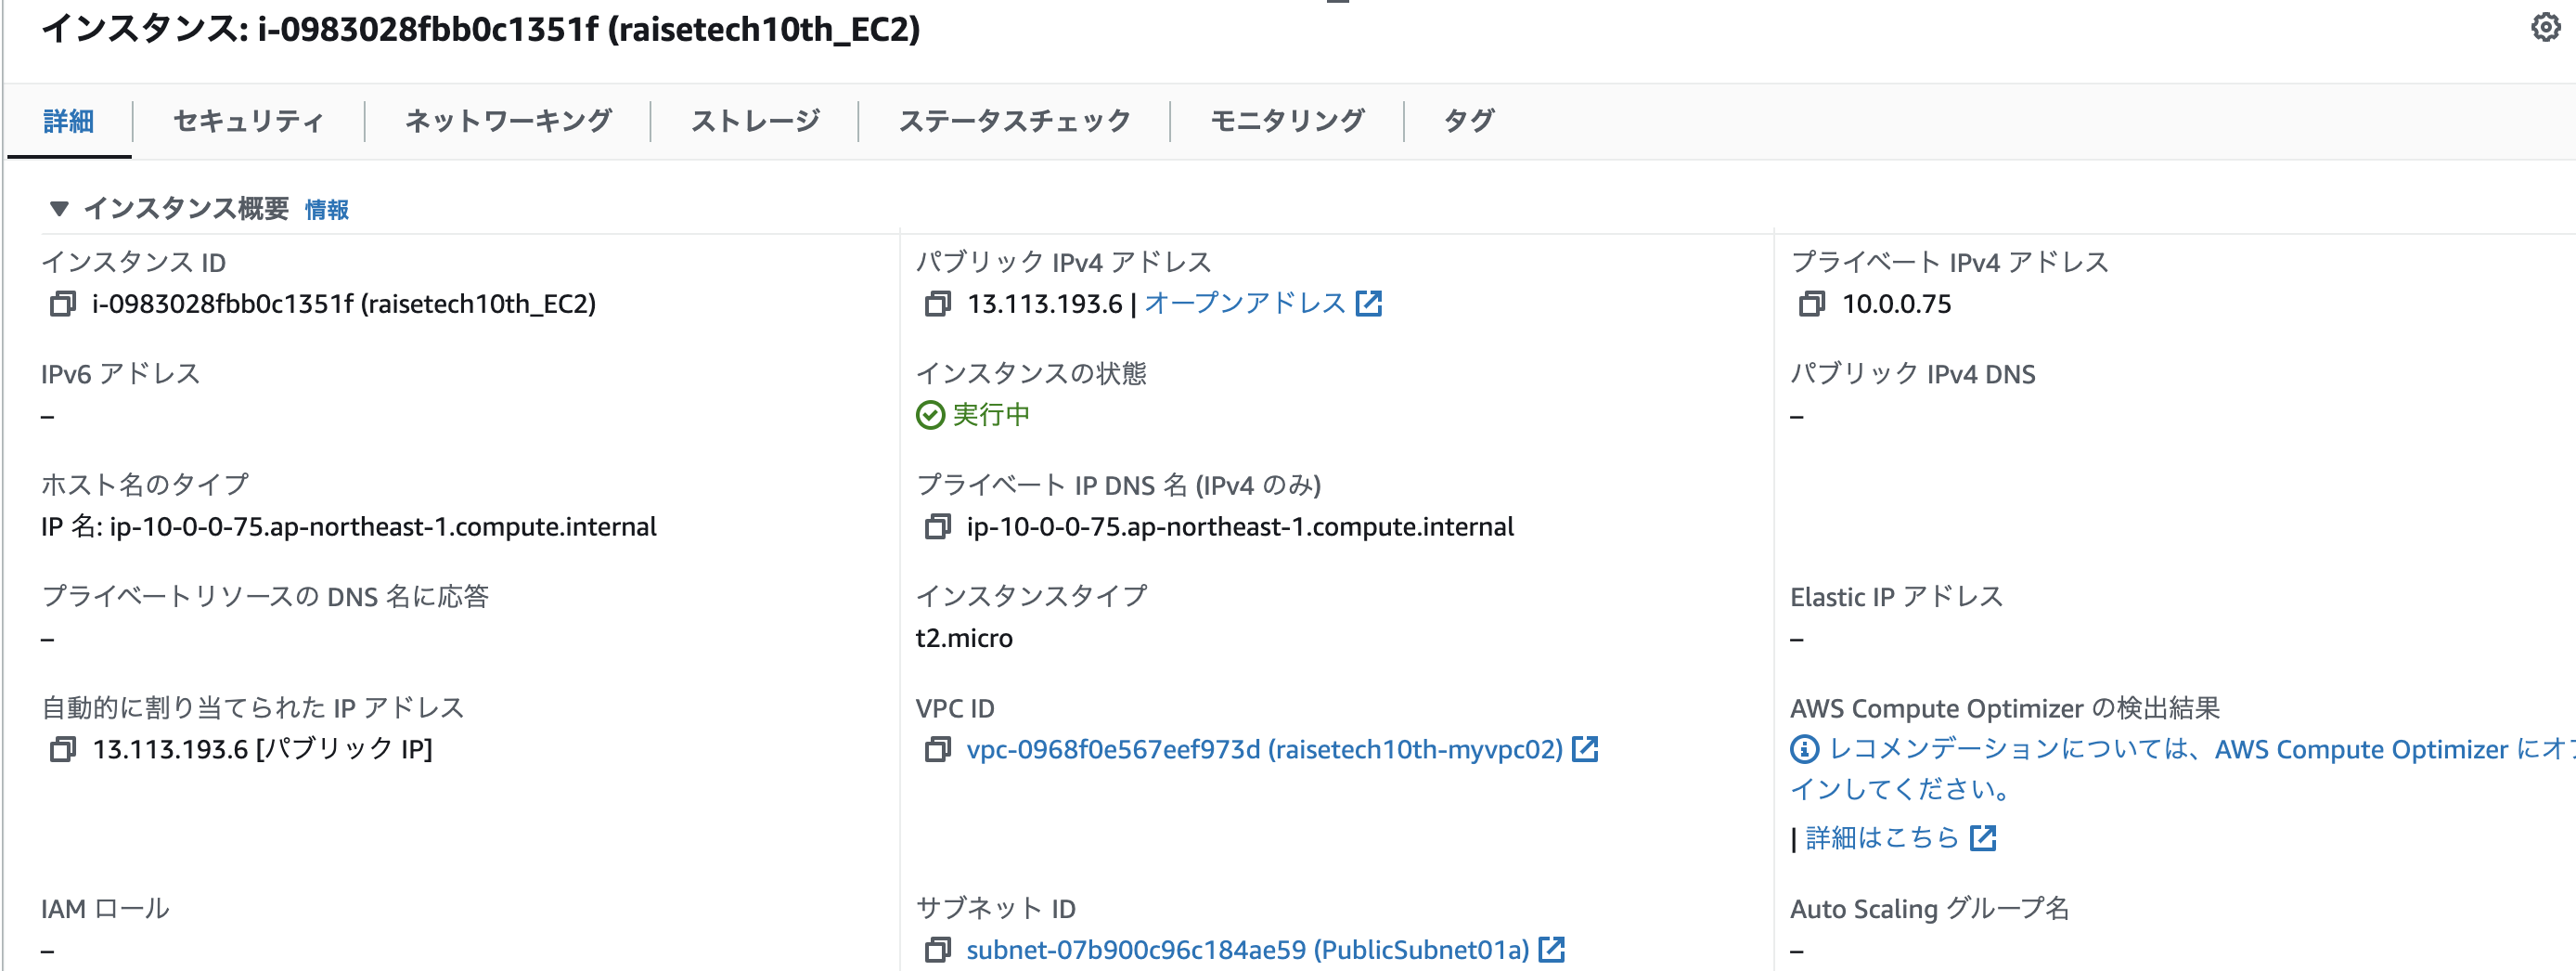 インスタンス: i-0983028fbb0c1351f (raisetech10th_EC2)
詳細 セキュリティ ネットワーキング ストレージ ステータスチェック モニタリング タグ
▼ インスタンス概要 情報
インスタンス ID
i-0983028fbb0c1351f (raisetech10th_EC2)
パブリック IPv4 アドレス
13.113.193.6 | オープンアドレス
プライベート IPv4 アドレス
10.0.0.75
IPv6 アドレス
–
インスタンスの状態
実行中
パブリック IPv4 DNS
–
ホスト名のタイプ
IP 名: ip-10-0-0-75.ap-northeast-1.compute.internal
プライベート IP DNS 名 (IPv4 のみ)
ip-10-0-0-75.ap-northeast-1.compute.internal
プライベートリソースの DNS 名に応答
–
インスタンスタイプ
t2.micro
Elastic IP アドレス
–
自動的に割り当てられた IP アドレス
13.113.193.6 [パブリック IP]
VPC ID
vpc-0968f0e567eef973d (raisetech10th-myvpc02)
AWS Compute Optimizer の検出結果
レコメンデーションについては、AWS Compute Optimizer にオ
インしてください。
| 詳細はこちら
IAM ロール
–
サブネット ID
subnet-07b900c96c184ae59 (PublicSubnet01a)
Auto Scaling グループ名
–